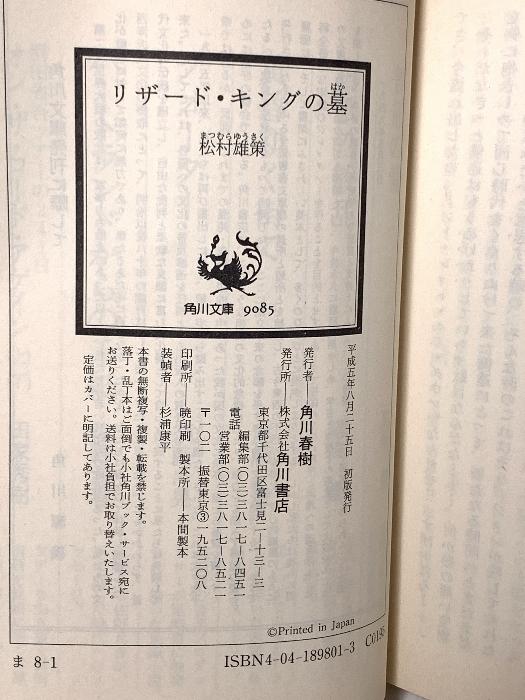 リザード・キングの墓
はか
松村雄策
まつむらゆうさく
角川文庫 9085
平成五年八月二十五日 初版発行
発行者―角川春樹
発行所―株式会社角川書店
東京都千代田区富士見二―十三―三
電話 編集部(〇三)三八一七―八四五一
営業部(〇三)三八一七―八五二一
〒一〇二 振替東京③一九五二〇八
印刷所―暁印刷 製本所―本間製本
装幀者―杉浦康平
本書の無断複写・複製・転載を禁じます。
落丁・乱丁本はご面倒でも小社角川ブック・サービス宛に
お送りください。送料は小社負担でお取り替えいたします。
定価はカバーに明記してあります。
©Printed in Japan
ま 8-1
ISBN4-04-189801-3